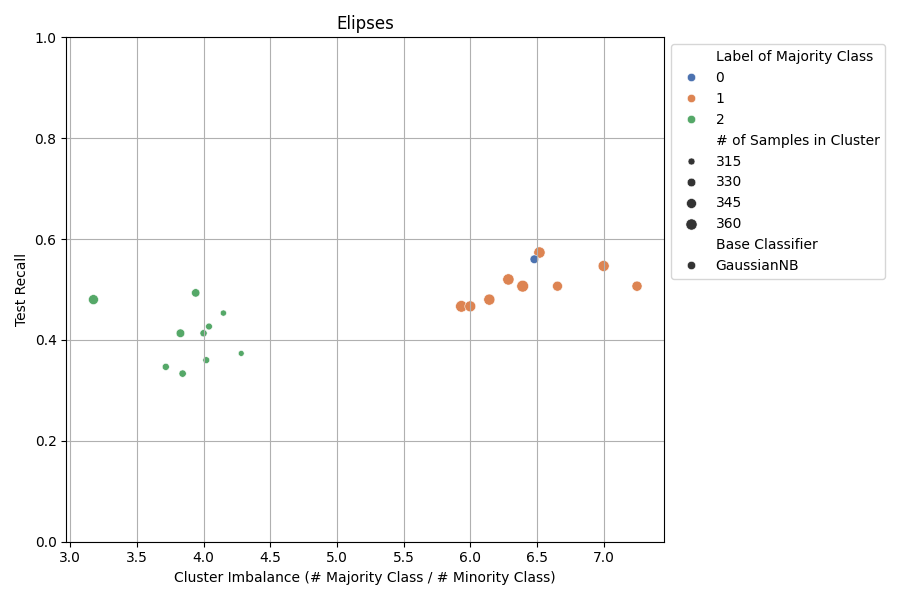 Elipses
Test Recall
1.0
0.8
0.6
0.4
0.2
0.0
3.0 3.5 4.0 4.5 5.0 5.5 6.0 6.5 7.0
Cluster Imbalance (# Majority Class / # Minority Class)
Label of Majority Class
0
1
2
# of Samples in Cluster
315
330
345
360
Base Classifier
GaussianNB